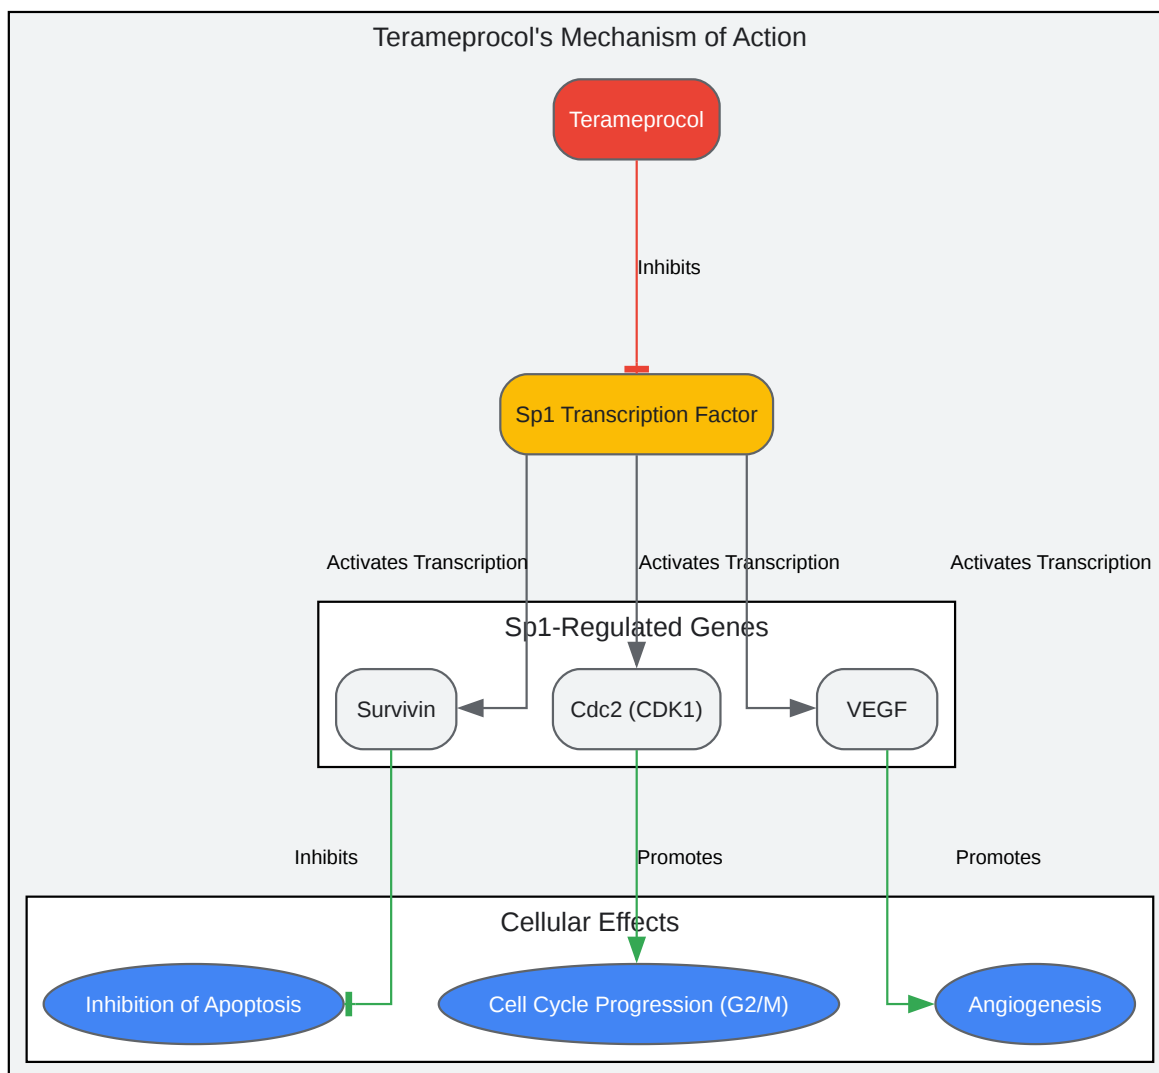 Terameprocol's Mechanism of Action
Terameprocol
Inhibits
Sp1 Transcription Factor
Activates Transcription
Activates Transcription
Activates Transcription
Sp1-Regulated Genes
Survivin
Cdc2 (CDK1)
VEGF
Inhibits
Promotes
Promotes
Cellular Effects
Inhibition of Apoptosis
Cell Cycle Progression (G2/M)
Angiogenesis